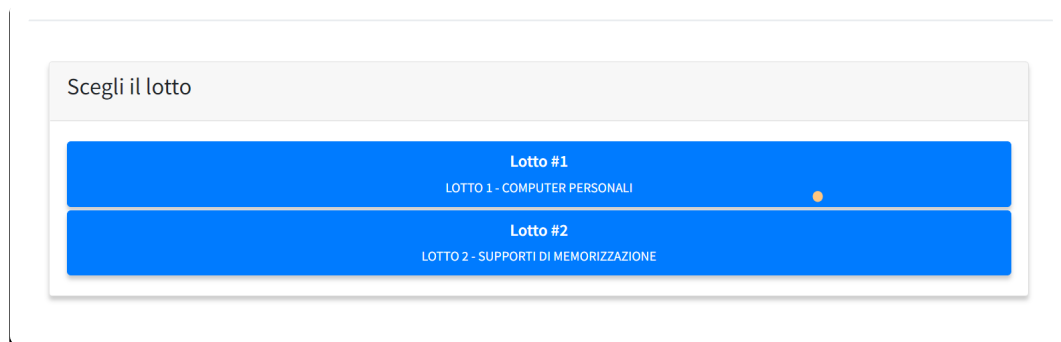 Scegli il lotto
Lotto #1
LOTTO 1 - COMPUTER PERSONALI
Lotto #2
LOTTO 2 - SUPPORTI DI MEMORIZZAZIONE